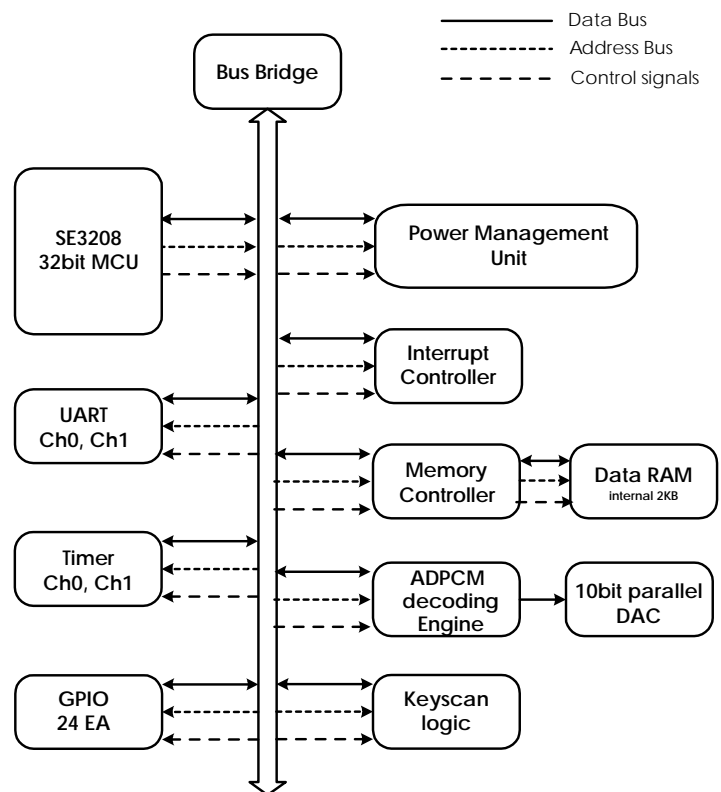 Data Bus
Address Bus
Control signals
Bus Bridge
SE3208
32bit MCU
Power Management
Unit
Interrupt
Controller
UART
Ch0, Ch1
Memory
Controller
Data RAM
internal 2KB
Timer
Ch0, Ch1
ADPCM
decoding
Engine
10bit parallel
DAC
GPIO
24 EA
Keyscan
logic